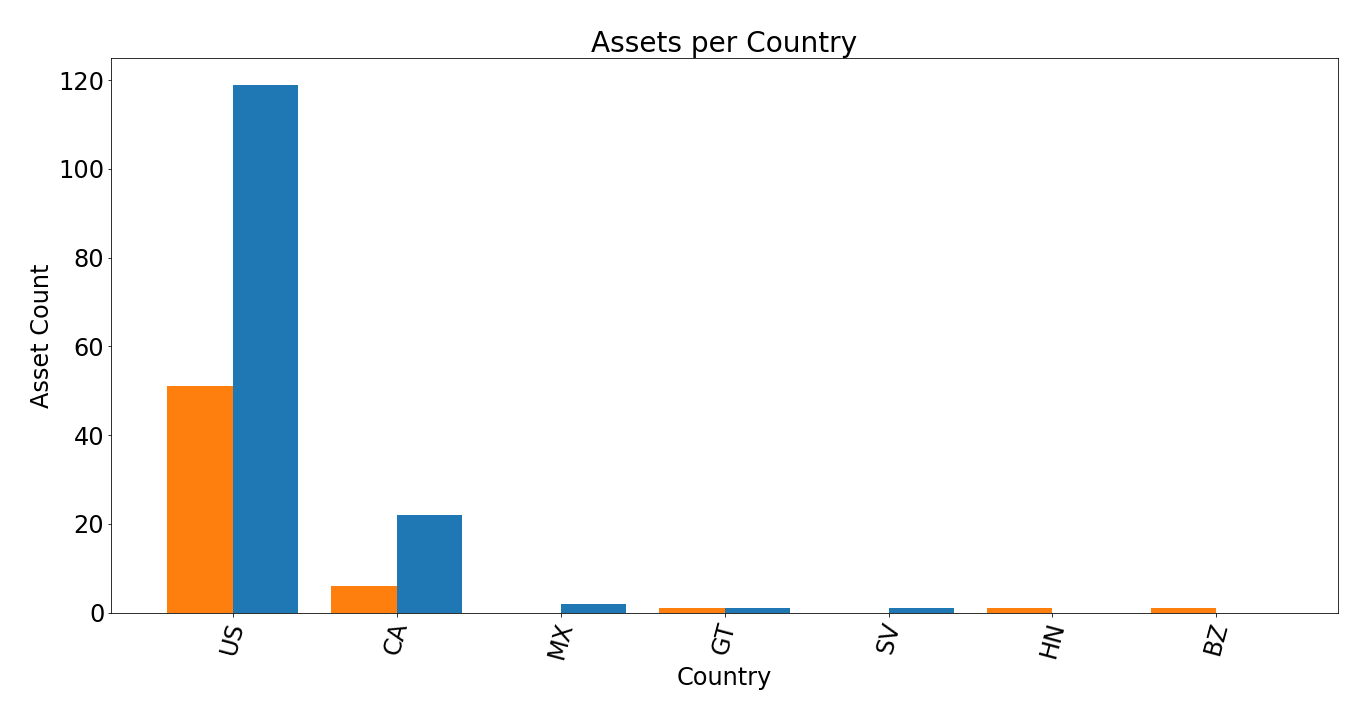 Assets per Country
Asset Count
120
100
80
60
40
20
0
US
CA
MX
GT
SV
HN
BZ
Country